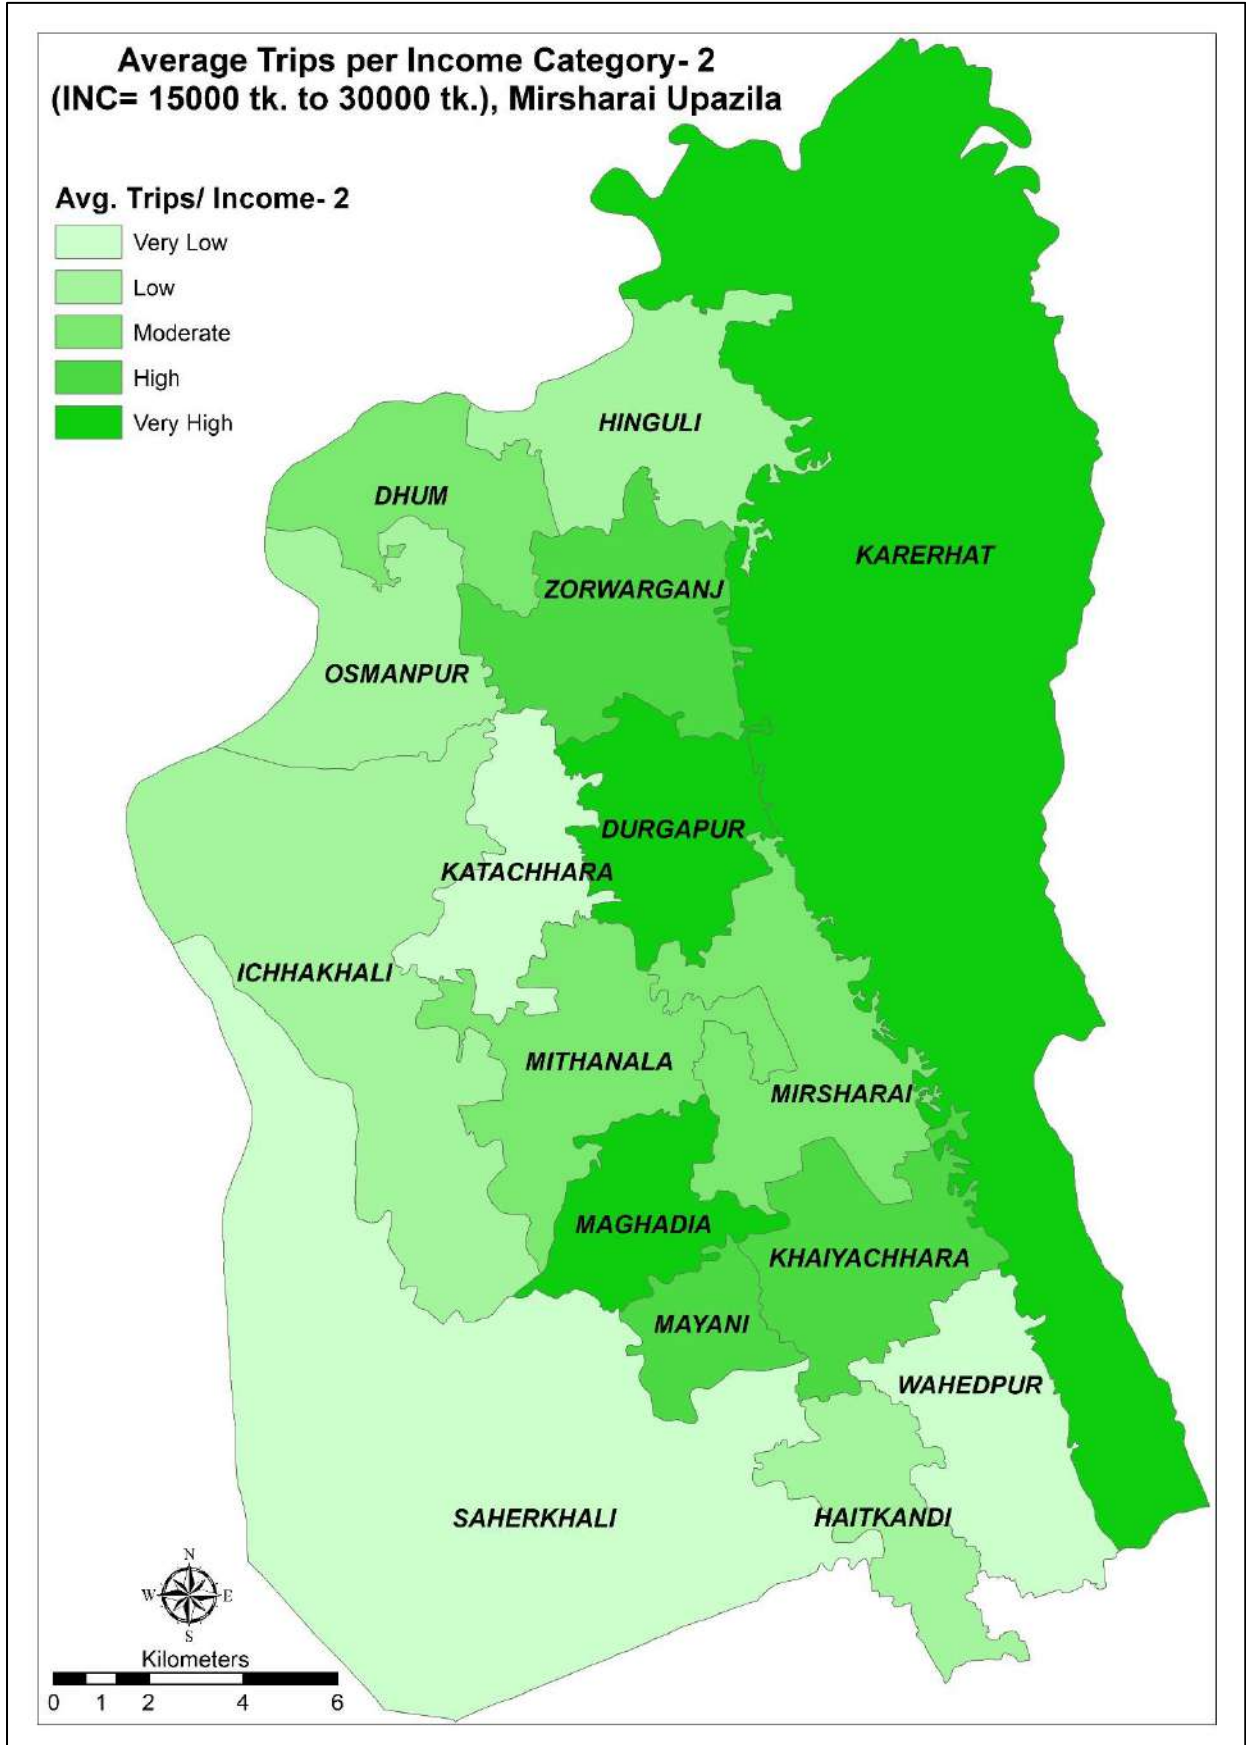 Average Trips per Income Category- 2
(INC= 15000 tk. to 30000 tk.), Mirsharai Upazila
Avg. Trips/ Income- 2
Very Low
Low
Moderate
High
Very High
HINGULI
DHUM
KARERHAT
ZORWARGANJ
OSMANPUR
DURGAPUR
KATACHHARA
ICHHAKHALI
MITHANALA
MIRSHARAI
MAGHADIA
KHAIYACHHARA
MAYANI
WAHEDPUR
SAHERKHALI
HAITKANDI
N
W E
S
Kilometers
0 1 2 4 6